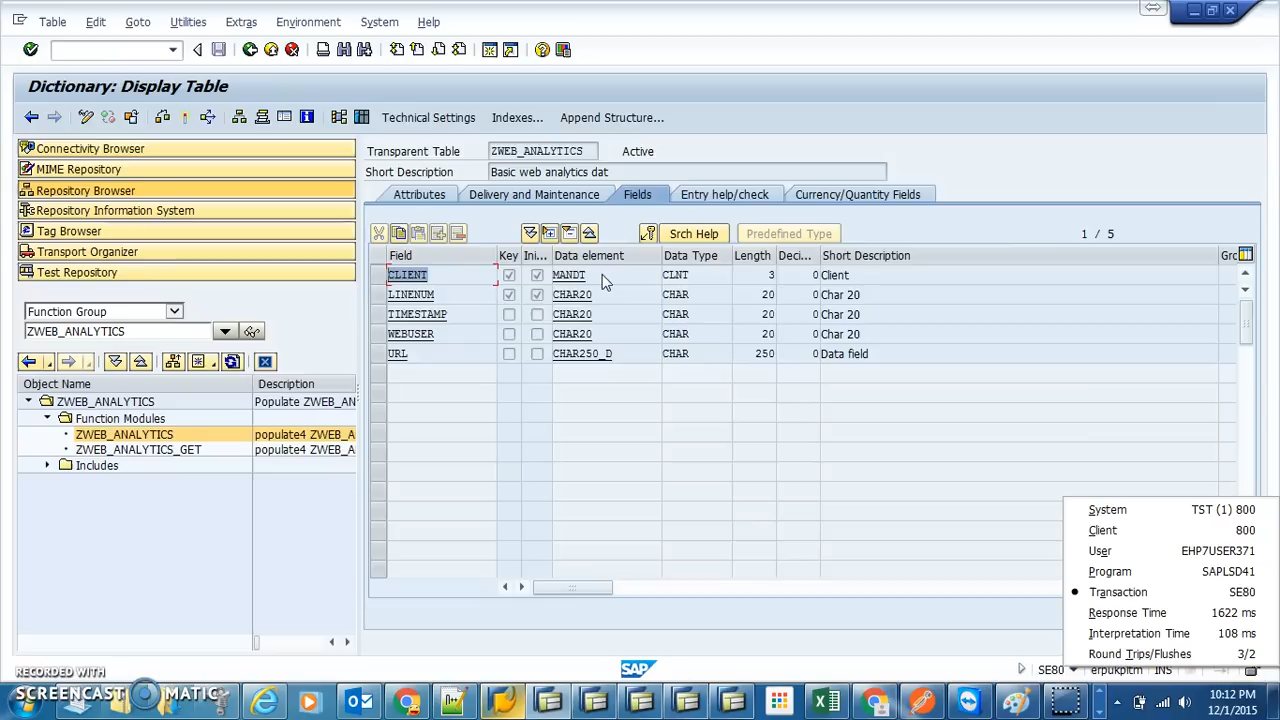 Table Edit Goto Utilities Extras Environment System Help
Dictionary: Display Table
Technical Settings Indexes... Append Structure...
Connectivity Browser
MIME Repository
Repository Browser
Repository Information System
Tag Browser
Transport Organizer
Test Repository
Function Group
ZWEB_ANALYTICS
Object Name Description
ZWEB_ANALYTICS Populate ZWEB_AN
Function Modules
ZWEB_ANALYTICS populate4 ZWEB_A
ZWEB_ANALYTICS_GET populate4 ZWEB_A
Includes
Transparent Table ZWEB_ANALYTICS Active
Short Description Basic web analytics dat
Attributes Delivery and Maintenance Fields Entry help/check Currency/Quantity Fields
Srch Help Predefined Type 1 / 5
Field Key Ini... Data element Data Type Length Deci... Short Description Grc
CLIENT MANDT CLNT 3 0 Client
LINENUM CHAR20 CHAR 20 0 Char 20
TIMESTAMP CHAR20 CHAR 20 0 Char 20
WEBUSER CHAR20 CHAR 20 0 Char 20
URL CHAR250_D CHAR 250 0 Data field
System TST (1) 800
Client 800
User EHP7USER371
Program SAPLSD41
Transaction SE80
Response Time 1622 ms
Interpretation Time 108 ms
Round Trips/Flushes 3/2
SAP SE80 erpukpitm INS
RECORDED WITH
SCREENCAST MATIC
10:12 PM
12/1/2015